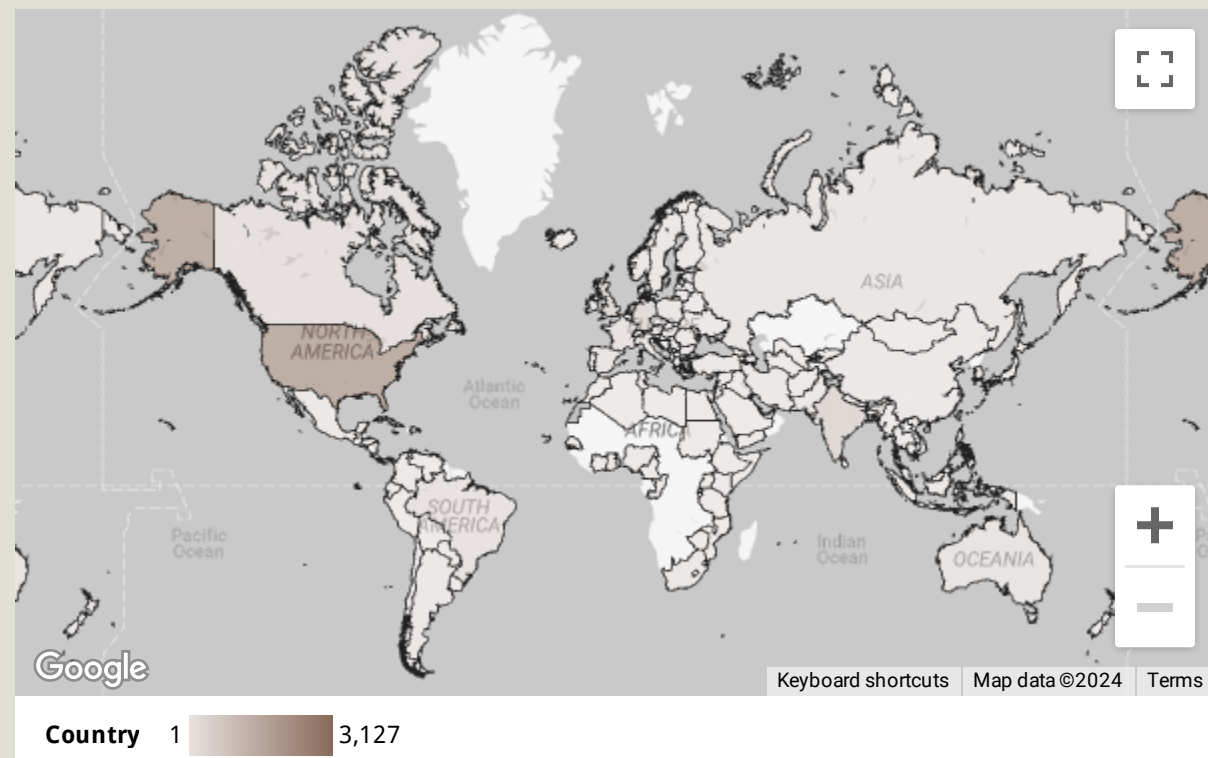 ASIA
NORTH
AMERICA
Atlantic
Ocean
AFRICA
SOUTH
AMERICA
Pacific
Ocean
Indian
Ocean
OCEANIA
Google
Keyboard shortcuts
Map data ©2024
Terms
Country 1 3,127